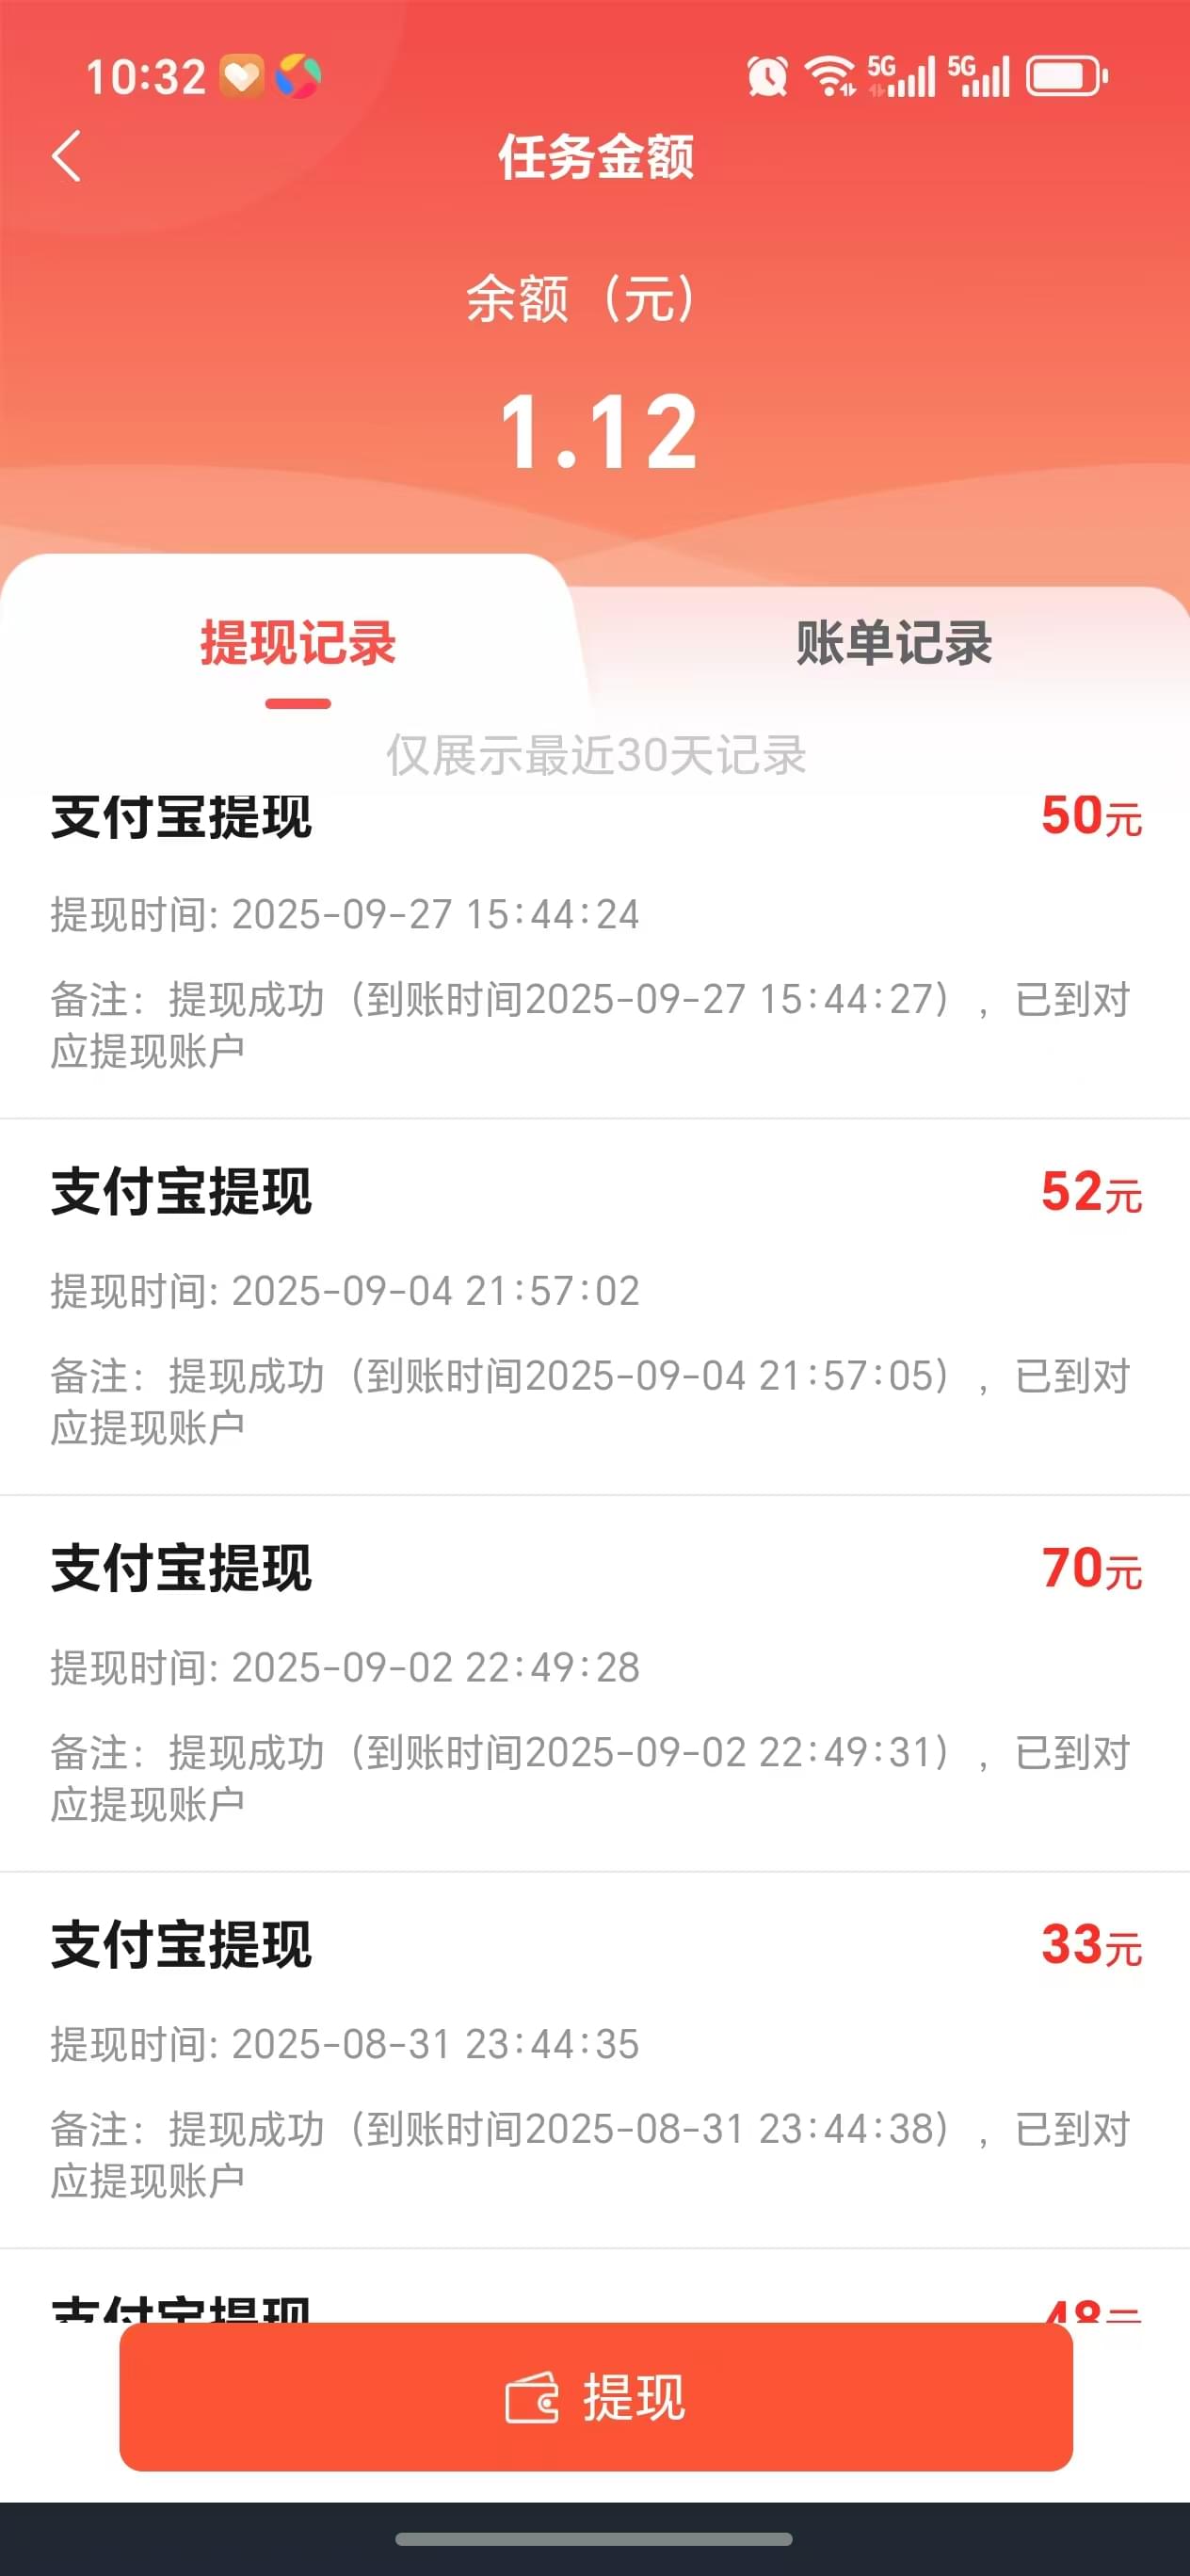 10:32
5G 5G
任务金额
余额（元）
1.12
提现记录
账单记录
仅展示最近30天记录
支付宝提现 50元
提现时间: 2025-09-27 15:44:24
备注：提现成功（到账时间2025-09-27 15:44:27），已到对
应提现账户
支付宝提现 52元
提现时间: 2025-09-04 21:57:02
备注：提现成功（到账时间2025-09-04 21:57:05），已到对
应提现账户
支付宝提现 70元
提现时间: 2025-09-02 22:49:28
备注：提现成功（到账时间2025-09-02 22:49:31），已到对
应提现账户
支付宝提现 33元
提现时间: 2025-08-31 23:44:35
备注：提现成功（到账时间2025-08-31 23:44:38），已到对
应提现账户
支付宝提现 48元
提现